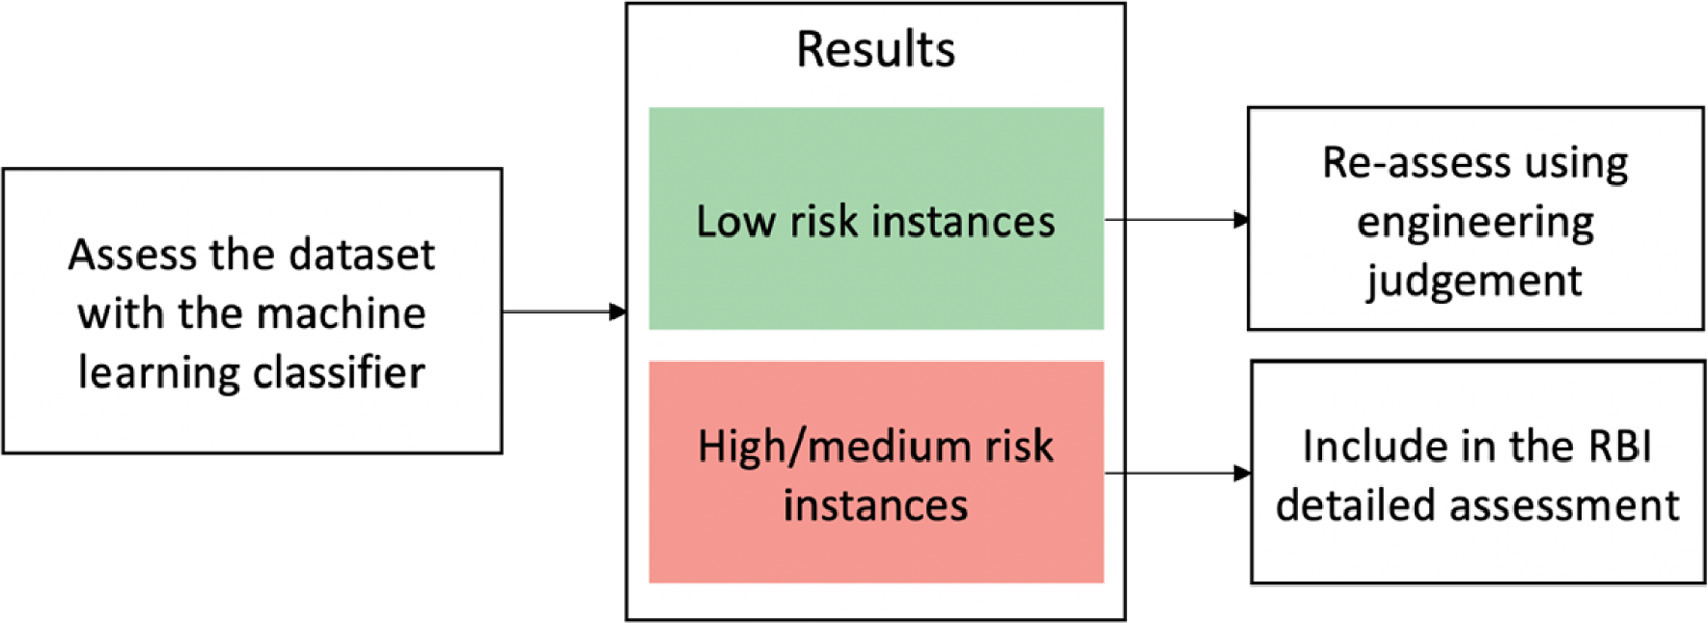 Assess the dataset
with the machine
learning classifier
Results
Low risk instances
High/medium risk
instances
Re-assess using
engineering
judgement
Include in the RBI
detailed assessment